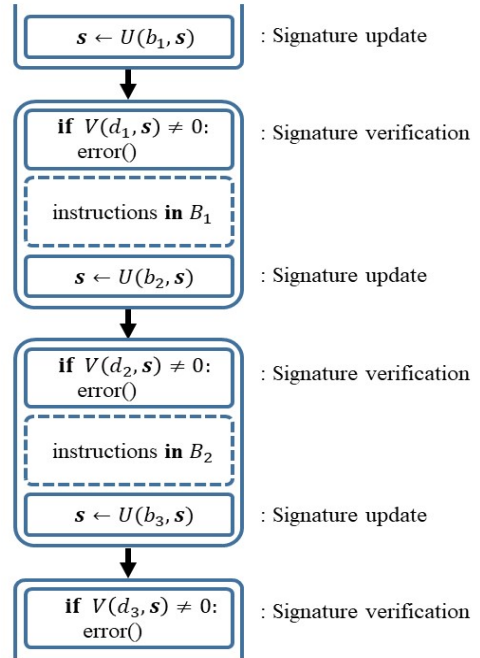 s ← U(b₁, s) : Signature update
if V(d₁, s) ≠ 0: : Signature verification
error()
instructions in B₁
s ← U(b₂, s) : Signature update
if V(d₂, s) ≠ 0: : Signature verification
error()
instructions in B₂
s ← U(b₃, s) : Signature update
if V(d₃, s) ≠ 0: : Signature verification
error()